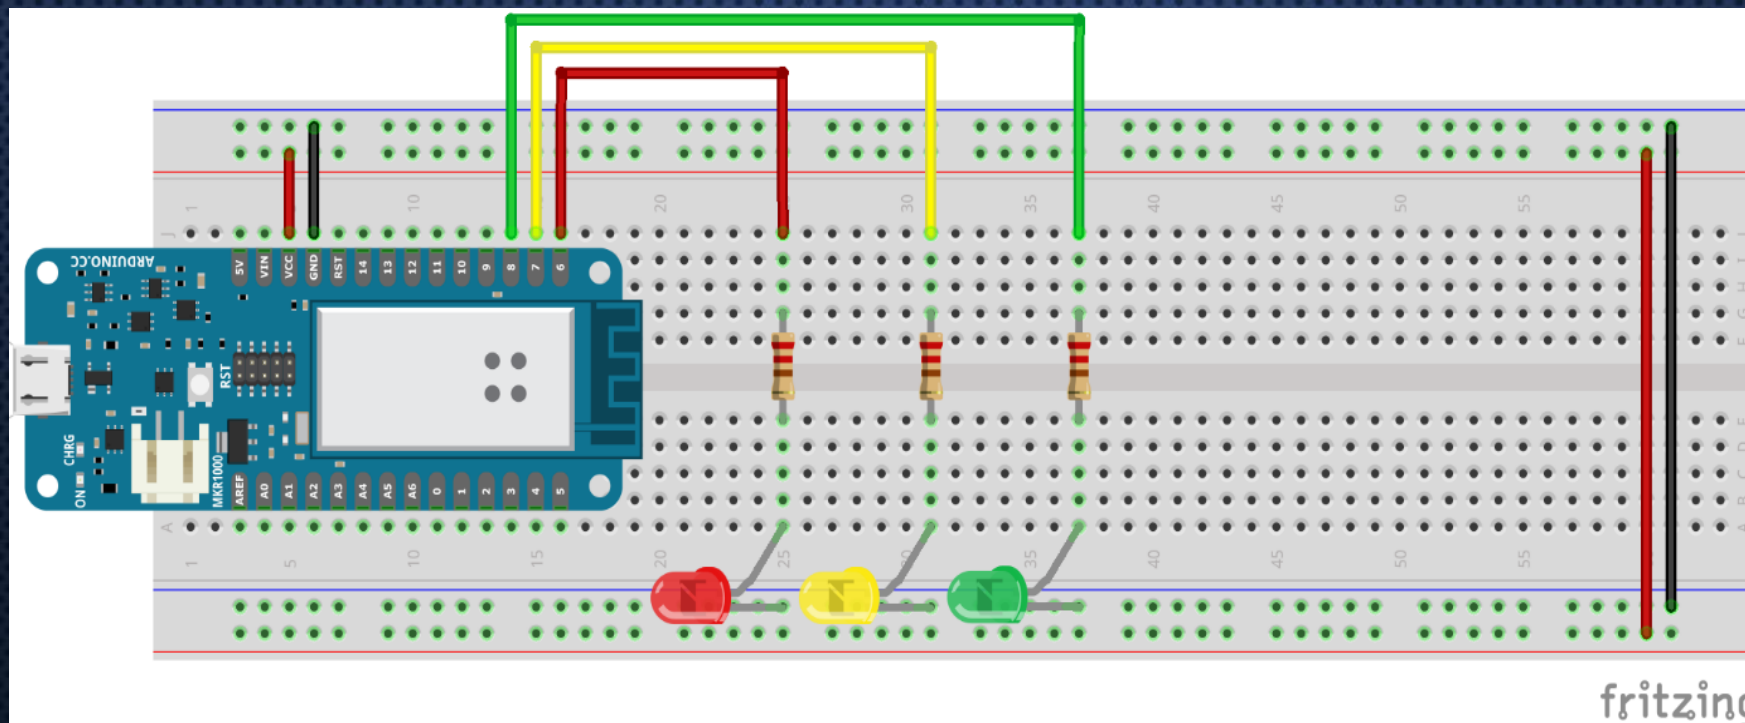 1 10 20 25 30 35 40 45 50 55
J
ARDUINO.CC
5V VIN VCC GND RST 14 13 12 11 10 9 8 7 6
RST
CHRG
ON
MKR1000
AREF A0 A1 A2 A3 A4 A5 A6 0 1 2 3 4 5
A
1 5 10 15 20 25 30 35 40 45 50 55
fritzing